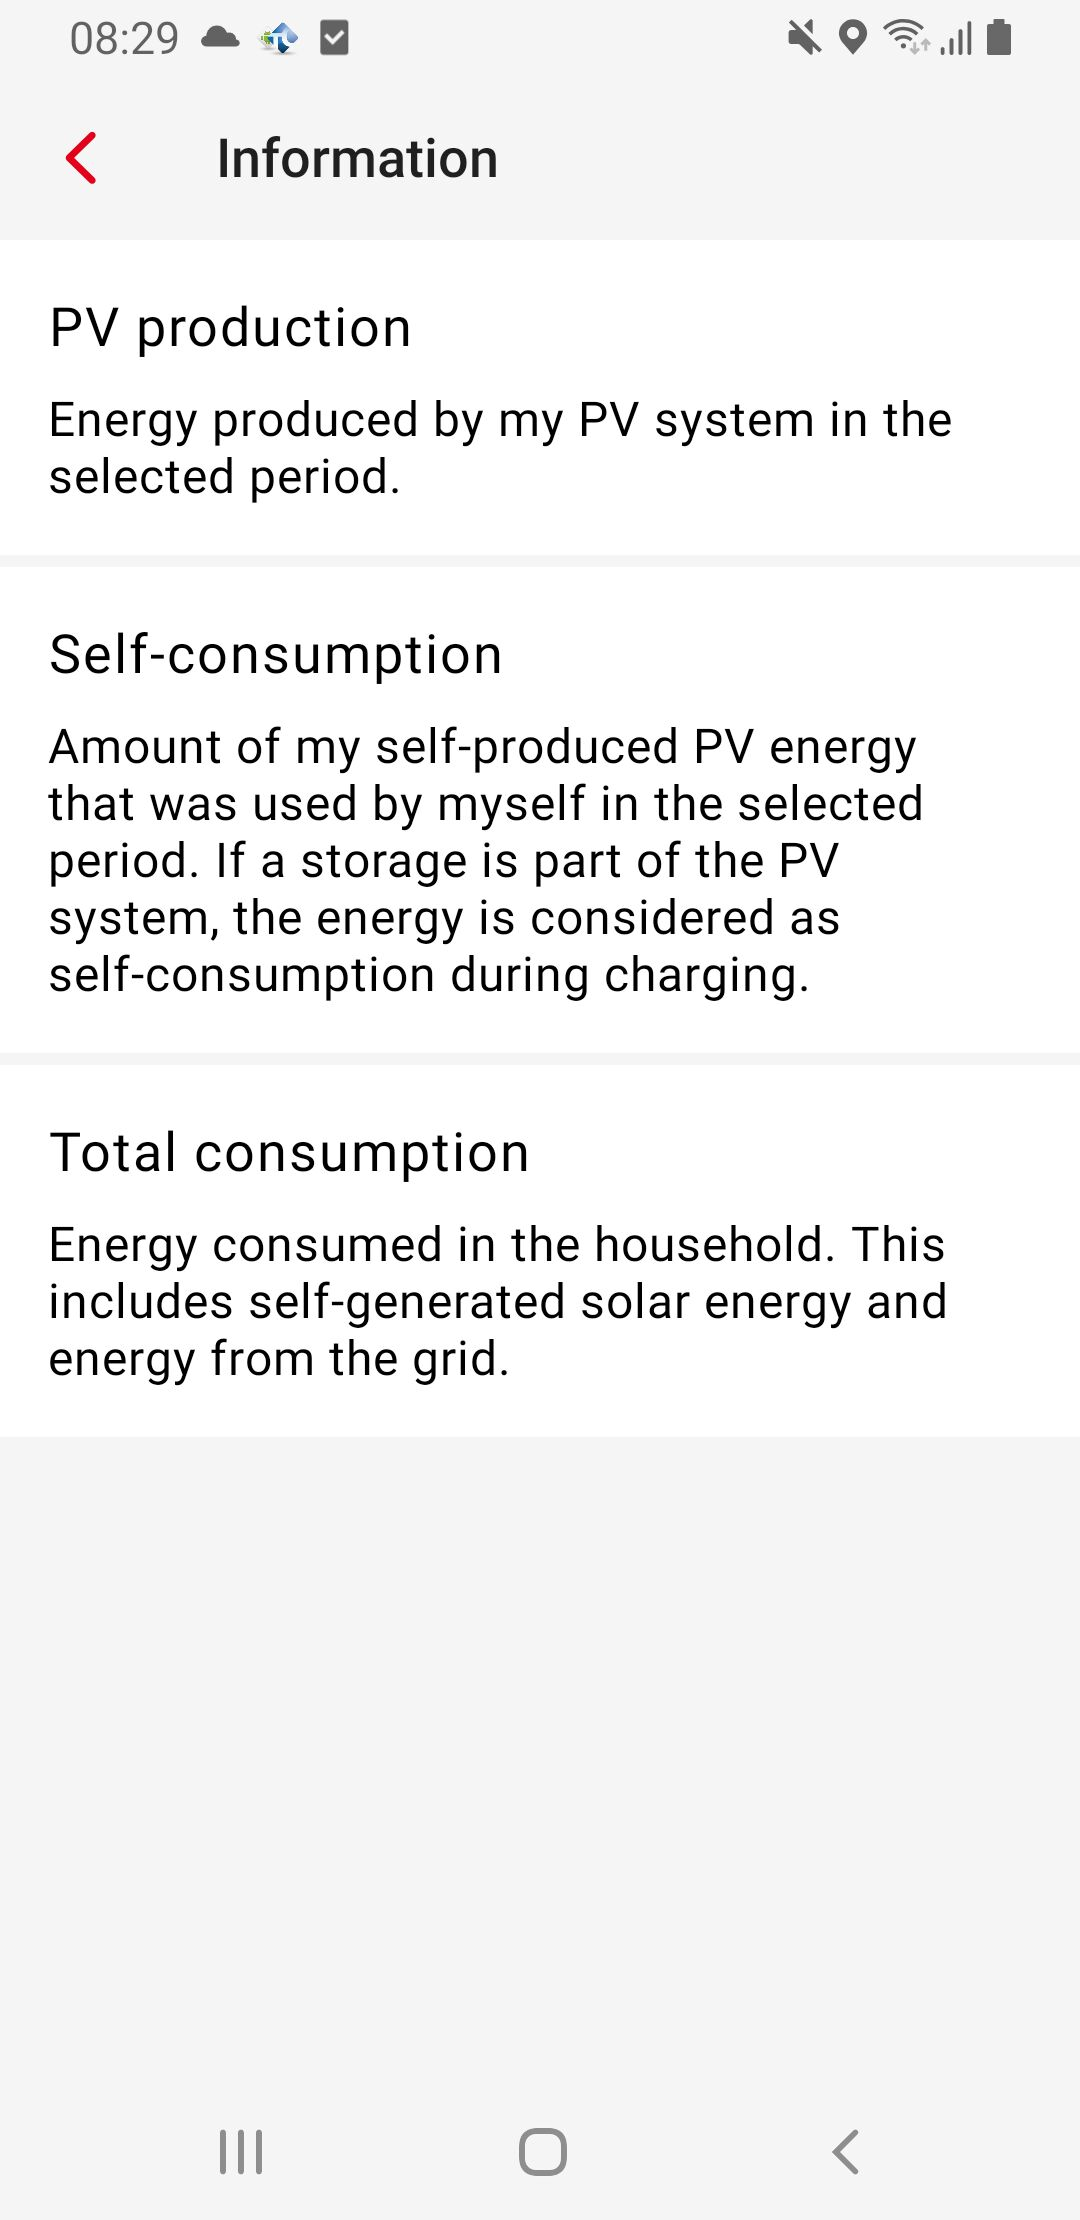 08:29
Information
PV production
Energy produced by my PV system in the
selected period.
Self-consumption
Amount of my self-produced PV energy
that was used by myself in the selected
period. If a storage is part of the PV
system, the energy is considered as
self-consumption during charging.
Total consumption
Energy consumed in the household. This
includes self-generated solar energy and
energy from the grid.